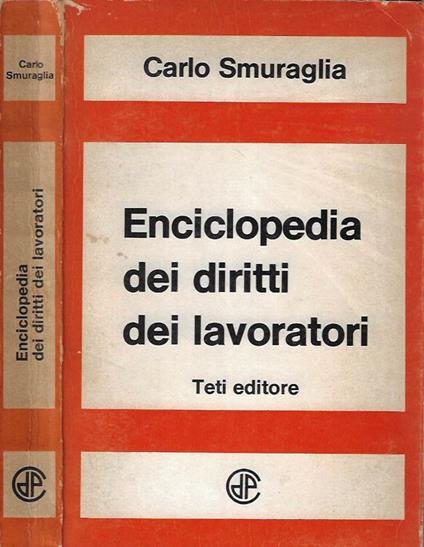 Carlo
Smuraglia
Enciclopedia
dei diritti dei lavoratori
Carlo Smuraglia
Enciclopedia
dei diritti
dei lavoratori
Teti editore